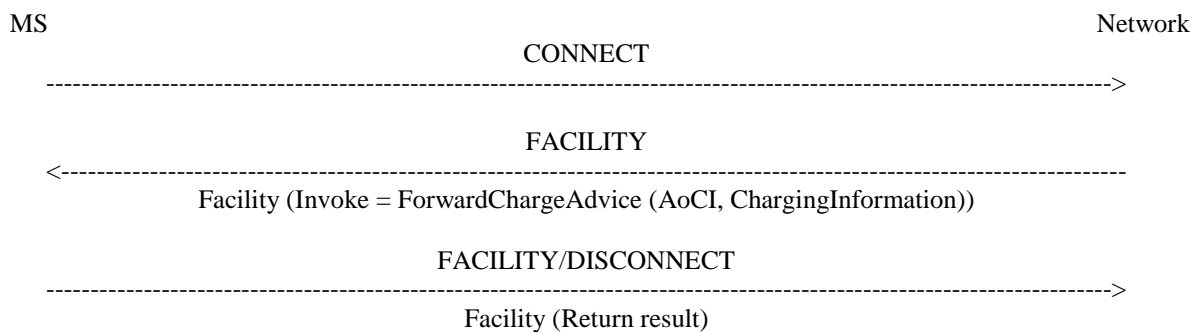 MS Network
CONNECT
----------------------------------------------------------------------------------------------------------------------->
FACILITY
<-----------------------------------------------------------------------------------------------------------------------
Facility (Invoke = ForwardChargeAdvice (AoCI, ChargingInformation))
FACILITY/DISCONNECT
----------------------------------------------------------------------------------------------------------------------->
Facility (Return result)